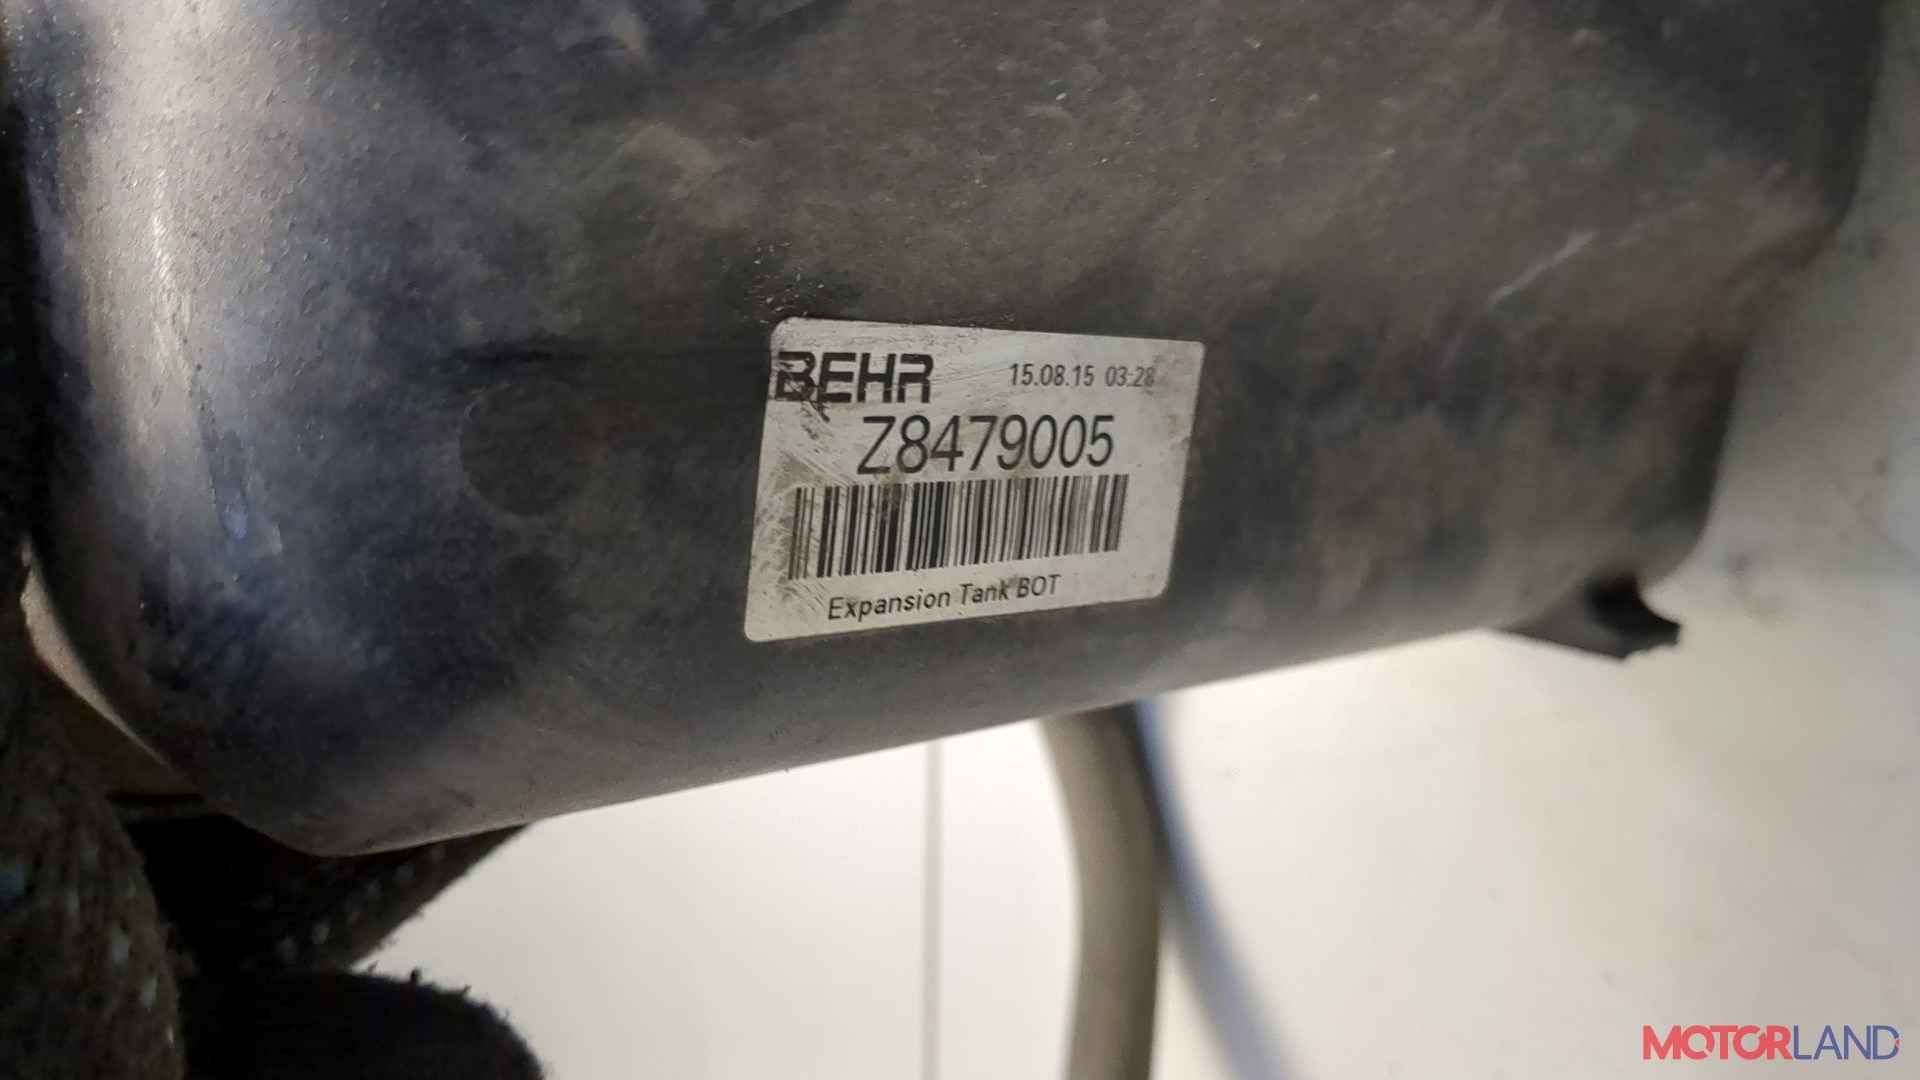 BEHR 15.08.15 03:28
Z8479005
Expansion Tank BOT
MOTORLAND